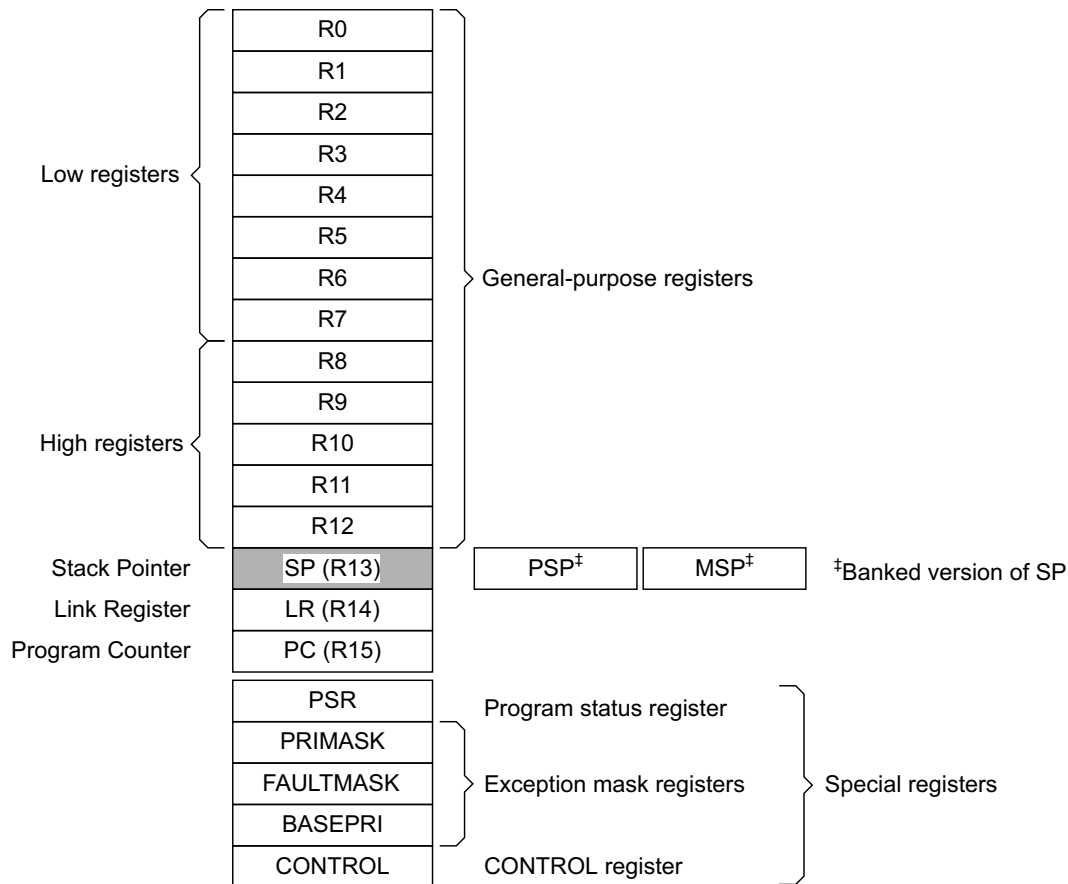 R0
R1
R2
R3
Low registers
R4
R5
R6
General-purpose registers
R7
R8
R9
High registers
R10
R11
R12
Stack Pointer SP (R13) PSP‡ MSP‡ ‡Banked version of SP
Link Register LR (R14)
Program Counter PC (R15)
PSR Program status register
PRIMASK
FAULTMASK Exception mask registers Special registers
BASEPRI
CONTROL CONTROL register